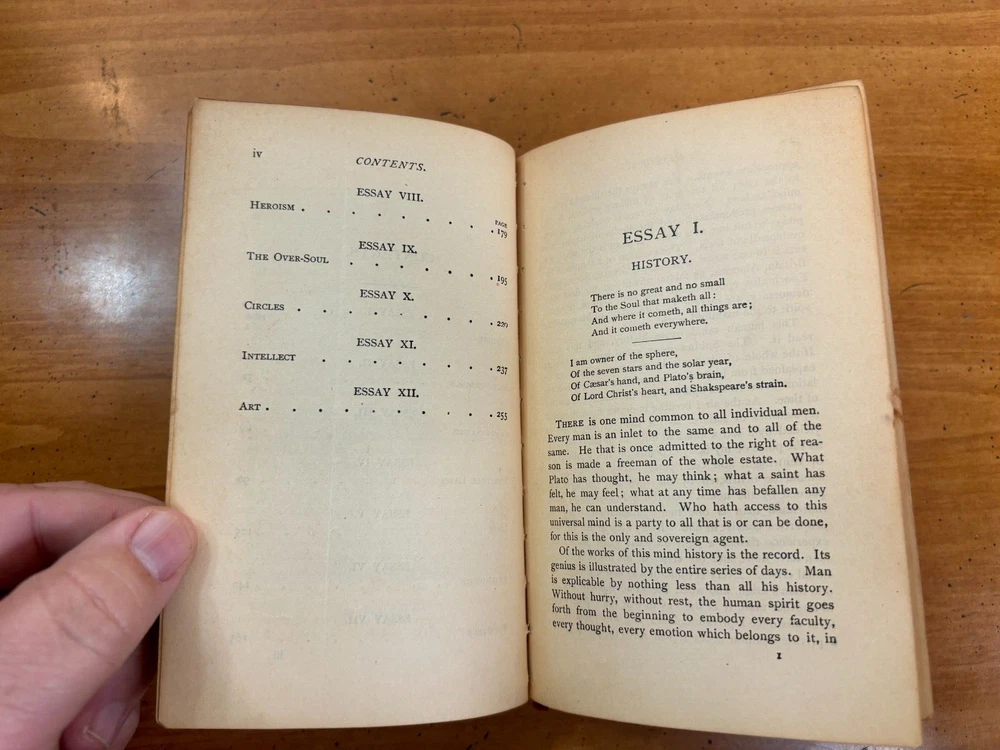 iv
CONTENTS.
ESSAY VIII.
PAGE
HEROISM . . . . . . . . 179
ESSAY IX.
THE OVER-SOUL . . . . . . 195
ESSAY X.
CIRCLES . . . . . . . . 220
ESSAY XI.
INTELLECT . . . . . . . 237
ESSAY XII.
ART . . . . . . . . . . 255
ESSAY I.
HISTORY.
There is no great and no small
To the Soul that maketh all :
And where it cometh, all things are ;
And it cometh everywhere.
I am owner of the sphere,
Of the seven stars and the solar year,
Of Cæsar's hand, and Plato's brain,
Of Lord Christ's heart, and Shakspeare's strain.
THERE is one mind common to all individual men.
Every man is an inlet to the same and to all of the
same. He that is once admitted to the right of rea-
son is made a freeman of the whole estate. What
Plato has thought, he may think ; what a saint has
felt, he may feel ; what at any time has befallen any
man, he can understand. Who hath access to this
universal mind is a party to all that is or can be done,
for this is the only and sovereign agent.
Of the works of this mind history is the record. Its
genius is illustrated by the entire series of days. Man
is explicable by nothing less than all his history.
Without hurry, without rest, the human spirit goes
forth from the beginning to embody every faculty,
every thought, every emotion which belongs to it, in
1